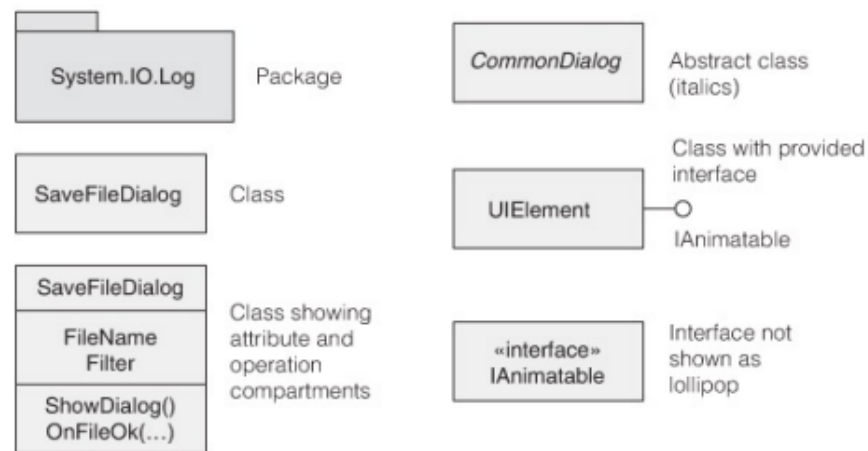 System.IO.Log
Package
SaveFileDialog
Class
SaveFileDialog
FileName
Filter
ShowDialog()
OnFileOk(…)
Class showing
attribute and
operation
compartments
CommonDialog
Abstract class
(italics)
Class with provided
interface
UIElement
IAnimatable
«interface»
IAnimatable
Interface not
shown as
lollipop